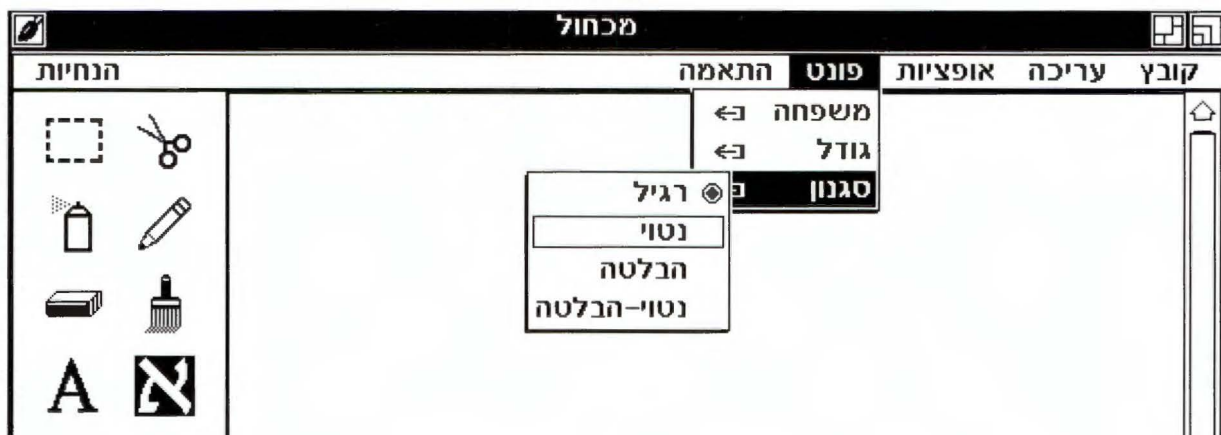 מכחול
קובץ עריכה אופציות פונט התאמה הנחיות
משפחה
גודל
סגנון
רגיל
נטוי
הבלטה
נטוי-הבלטה
A א